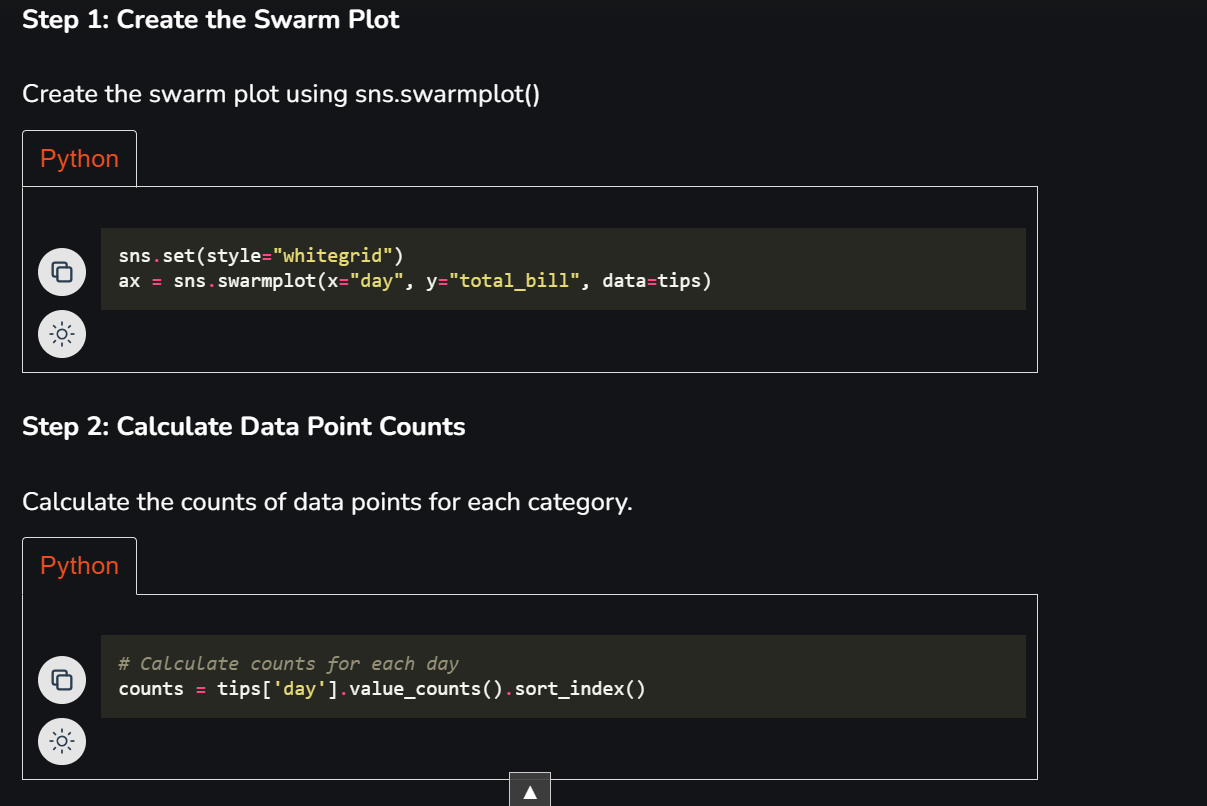 Step 1: Create the Swarm Plot
Create the swarm plot using sns.swarmplot()
Python
sns.set(style="whitegrid")
ax = sns.swarmplot(x="day", y="total_bill", data=tips)
Step 2: Calculate Data Point Counts
Calculate the counts of data points for each category.
Python
# Calculate counts for each day
counts = tips['day'].value_counts().sort_index()